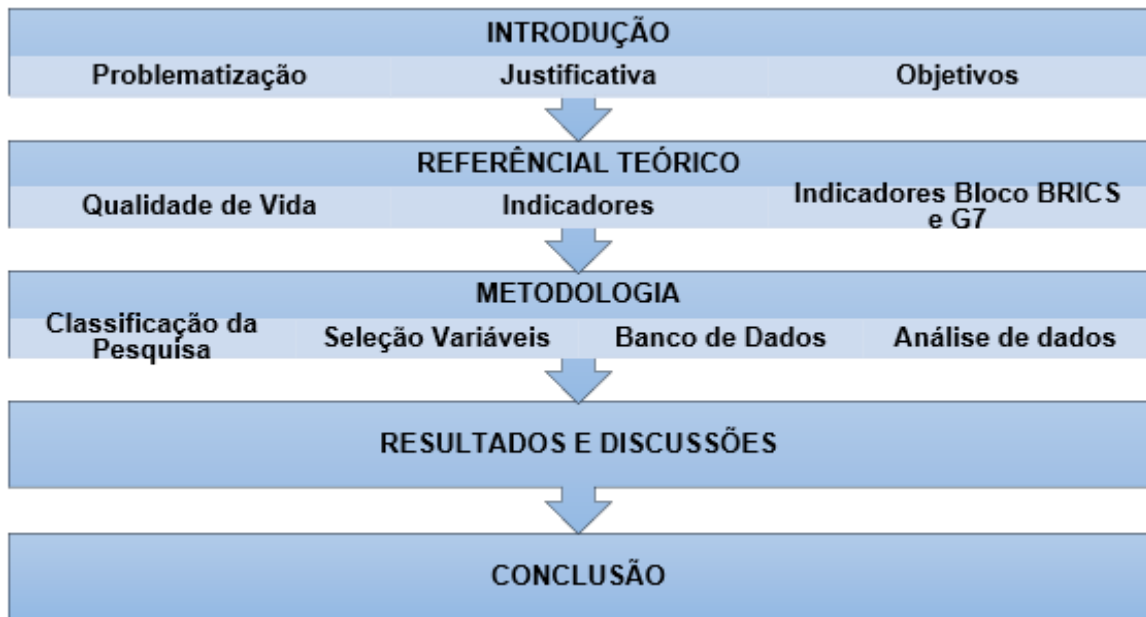 INTRODUÇÃO
Problematização Justificativa Objetivos
REFERÊNCIAL TEÓRICO
Qualidade de Vida Indicadores Indicadores Bloco BRICS
e G7
METODOLOGIA
Classificação da
Pesquisa Seleção Variáveis Banco de Dados Análise de dados
RESULTADOS E DISCUSSÕES
CONCLUSÃO